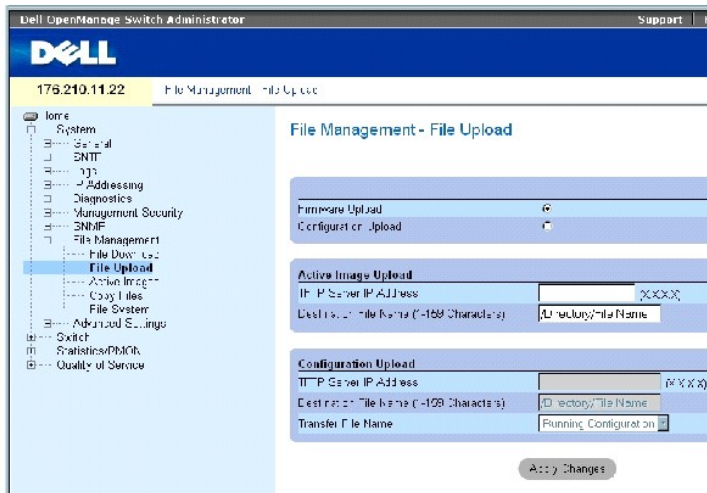 Dell OpenManage Switch Administrator
Support
DELL
176.210.11.22
File Management - File Upload
Home
System
General
SNTP
Logs
IP Addressing
Diagnostics
Management Security
SNMP
File Management
File Download
File Upload
Active Images
Copy Files
File System
Advanced Settings
Switch
Statistics/RMON
Quality of Service
File Management - File Upload
Firmware Upload
Configuration Upload
Active Image Upload
TFTP Server IP Address
(X.X.X.X)
Destination File Name (1-159 Characters)
/Directory/File Name
Configuration Upload
TFTP Server IP Address
(X.X.X.X)
Destination File Name (1-159 Characters)
/Directory/File Name
Transfer File Name
Running Configuration
Apply Changes